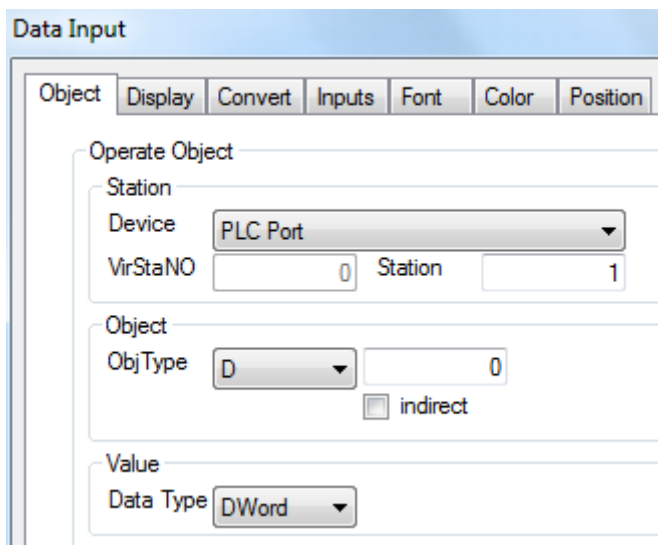 Data Input
Object Display Convert Inputs Font Color Position
Operate Object
Station
Device PLC Port
VirStaNO 0 Station 1
Object
ObjType D 0
indirect
Value
Data Type DWord